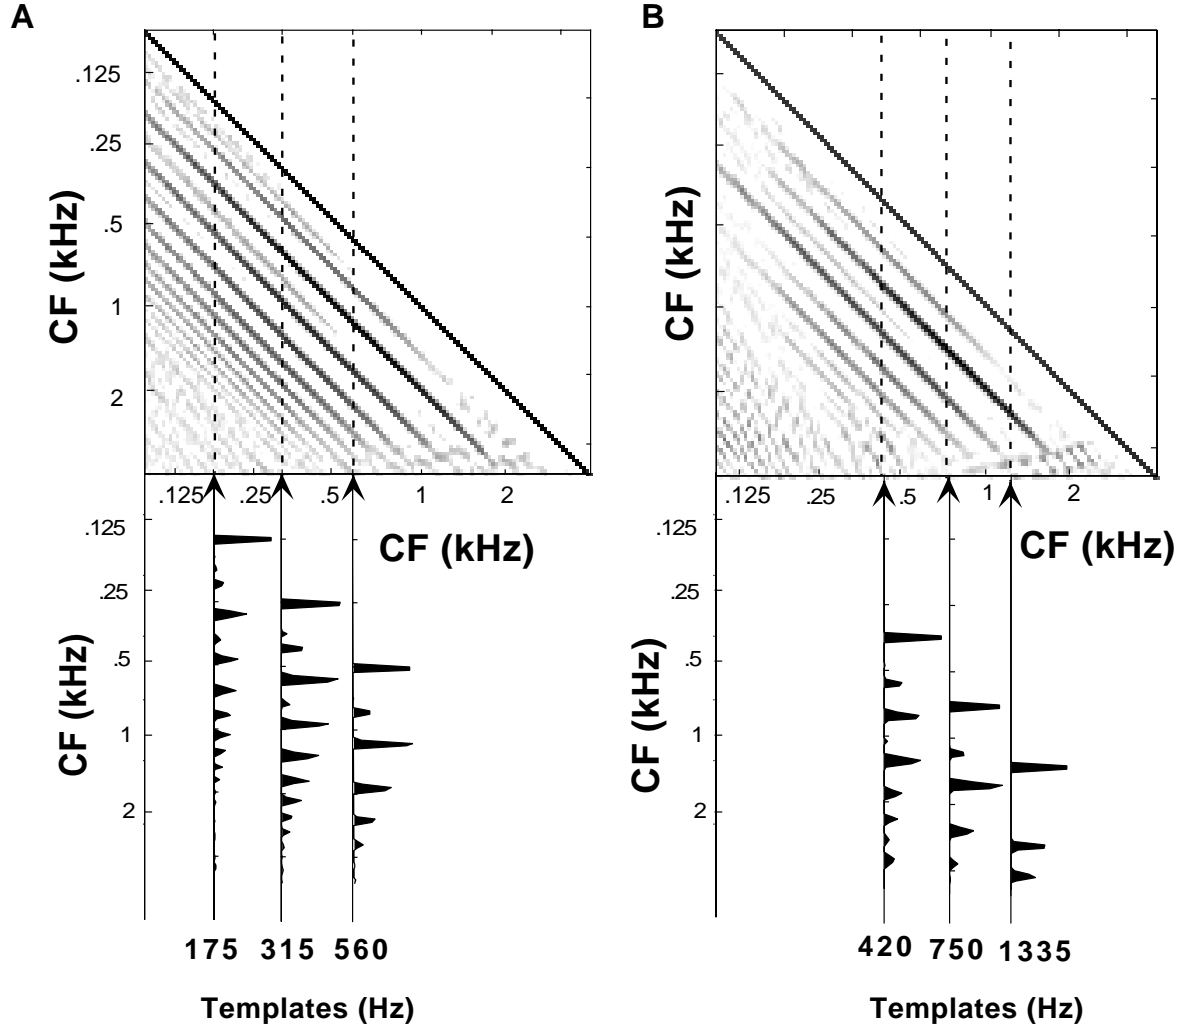 A
B
.125
.25
.5
1
2
CF (kHz)
CF (kHz)
.125 .25 .5 1 2
.125 .25 .5 1 2
CF (kHz)
CF (kHz)
.125
.25
.5
1
2
CF (kHz)
.125
.25
.5
1
2
CF (kHz)
175 315 560
420 750 1335
Templates (Hz)
Templates (Hz)